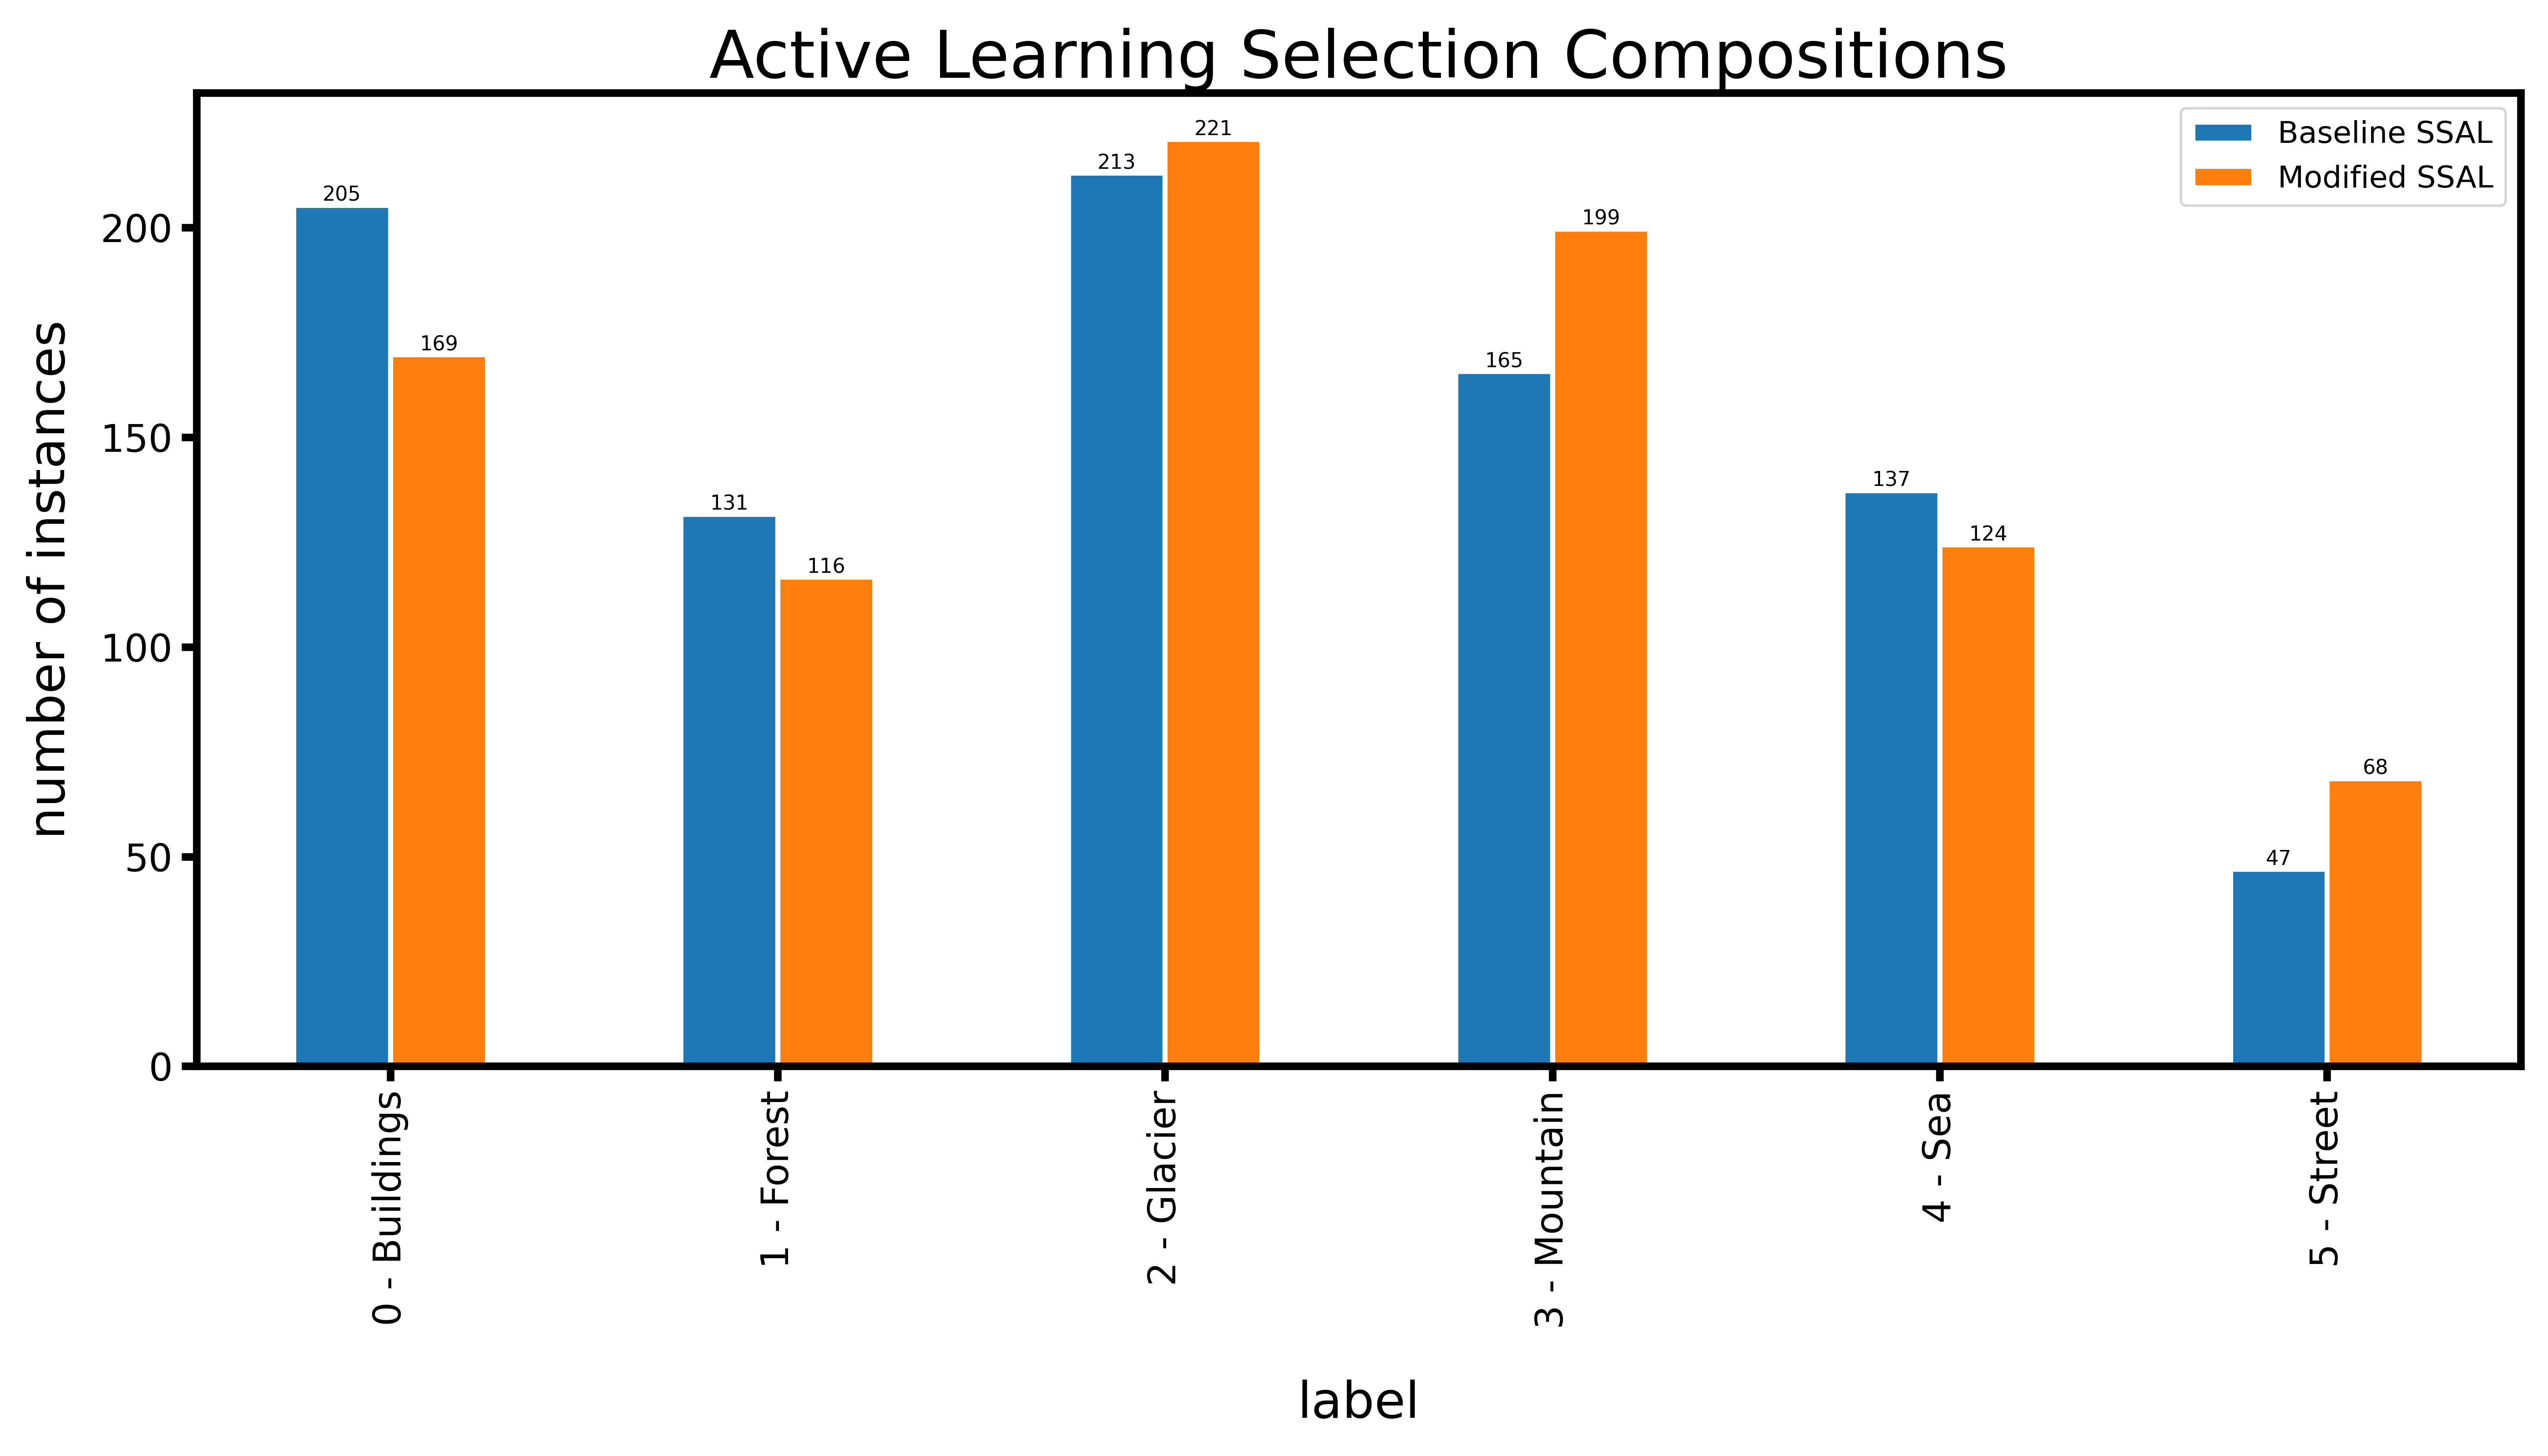 Active Learning Selection Compositions
Baseline SSAL
Modified SSAL
number of instances
200
150
100
50
0
205
169
131
116
213
221
165
199
137
124
47
68
0 - Buildings
1 - Forest
2 - Glacier
3 - Mountain
4 - Sea
5 - Street
label